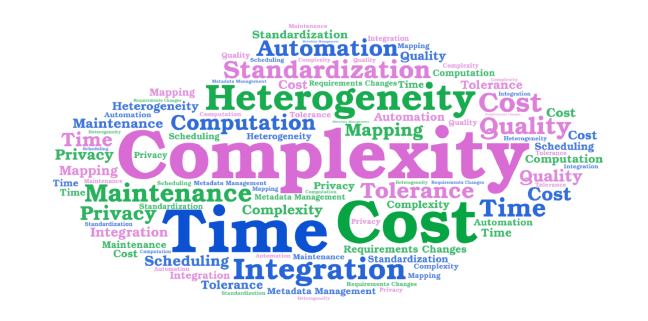 Maintenance
Standardization Integration
Automation Mapping
Quality Scheduling Complexity Quality Quality
Standardization Complexity Computation
Metadata Management Cost Requirements Changes Time Tolerance
Mapping Heterogeneity Cost Integration
Heterogeneity Computation Tolerance Automation Cost
Automation
Maintenance Computation Mapping Quality Quality Cost
Time Scheduling Heterogeneity Heterogeneity Scheduling
Privacy Privacy Complexity Tolerance Computation
Mapping Integration
Time Maintenance Scheduling Metadata Management Mapping Privacy Heterogeneity Requirements Changes Quality Tolerance
Time Maintenance Metadata Management Computation Tolerance Cost
Privacy Standardization Complexity Cost Complexity Time
Standardization Time Privacy Automation
Integration Time
Maintenance Requirements Changes
Cost Computation Automation Maintenance Standardization
Scheduling Integration Complexity
Automation Integration Mapping
Tolerance Requirements Changes
Standardization Metadata Management Privacy
Heterogeneity